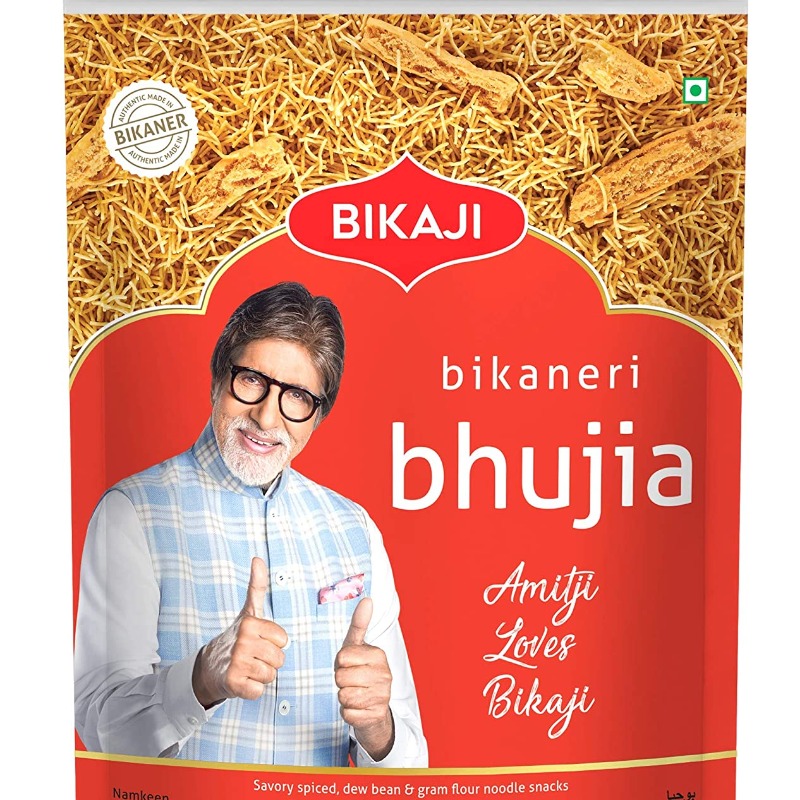 AUTHENTIC MADE IN
BIKANER
AUTHENTIC MADE IN
BIKAJI
bikaneri
bhujia
Amitji
Loves
Bikaji
Savory spiced, dew bean & gram flour noodle snacks
Namkeen
بوجيا